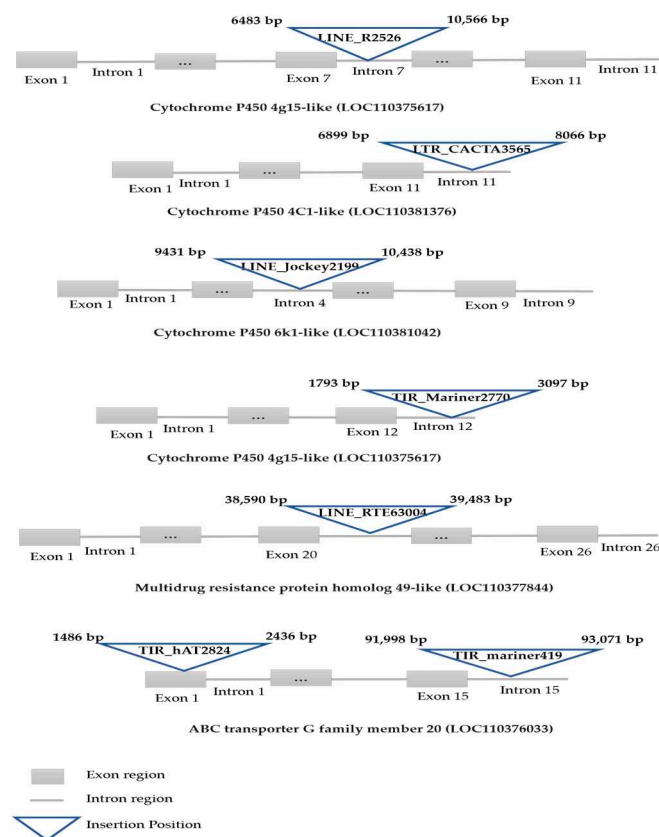 6483 bp 10,566 bp
LINE_R2526
... ...
Exon 1 Intron 1 Exon 7 Intron 7 Exon 11 Intron 11
Cytochrome P450 4g15-like (LOC110375617)
6899 bp 8066 bp
LTR_CACTA3565
...
Exon 1 Intron 1 Exon 11 Intron 11
Cytochrome P450 4C1-like (LOC110381376)
9431 bp 10,438 bp
LINE_Jockey2199
... ...
Exon 1 Intron 1 Intron 4 Exon 9 Intron 9
Cytochrome P450 6k1-like (LOC110381042)
1793 bp 3097 bp
TIR_Mariner2770
...
Exon 1 Intron 1 Exon 12 Intron 12
Cytochrome P450 4g15-like (LOC110375617)
38,590 bp 39,483 bp
LINE_RTE63004
... ...
Exon 1 Intron 1 Exon 20 Exon 26 Intron 26
Multidrug resistance protein homolog 49-like (LOC110377844)
1486 bp 2436 bp 91,998 bp 93,071 bp
TIR_hAT2824 TIR_mariner419
...
Exon 1 Intron 1 Exon 15 Intron 15
ABC transporter G family member 20 (LOC110376033)
Exon region
Intron region
Insertion Position